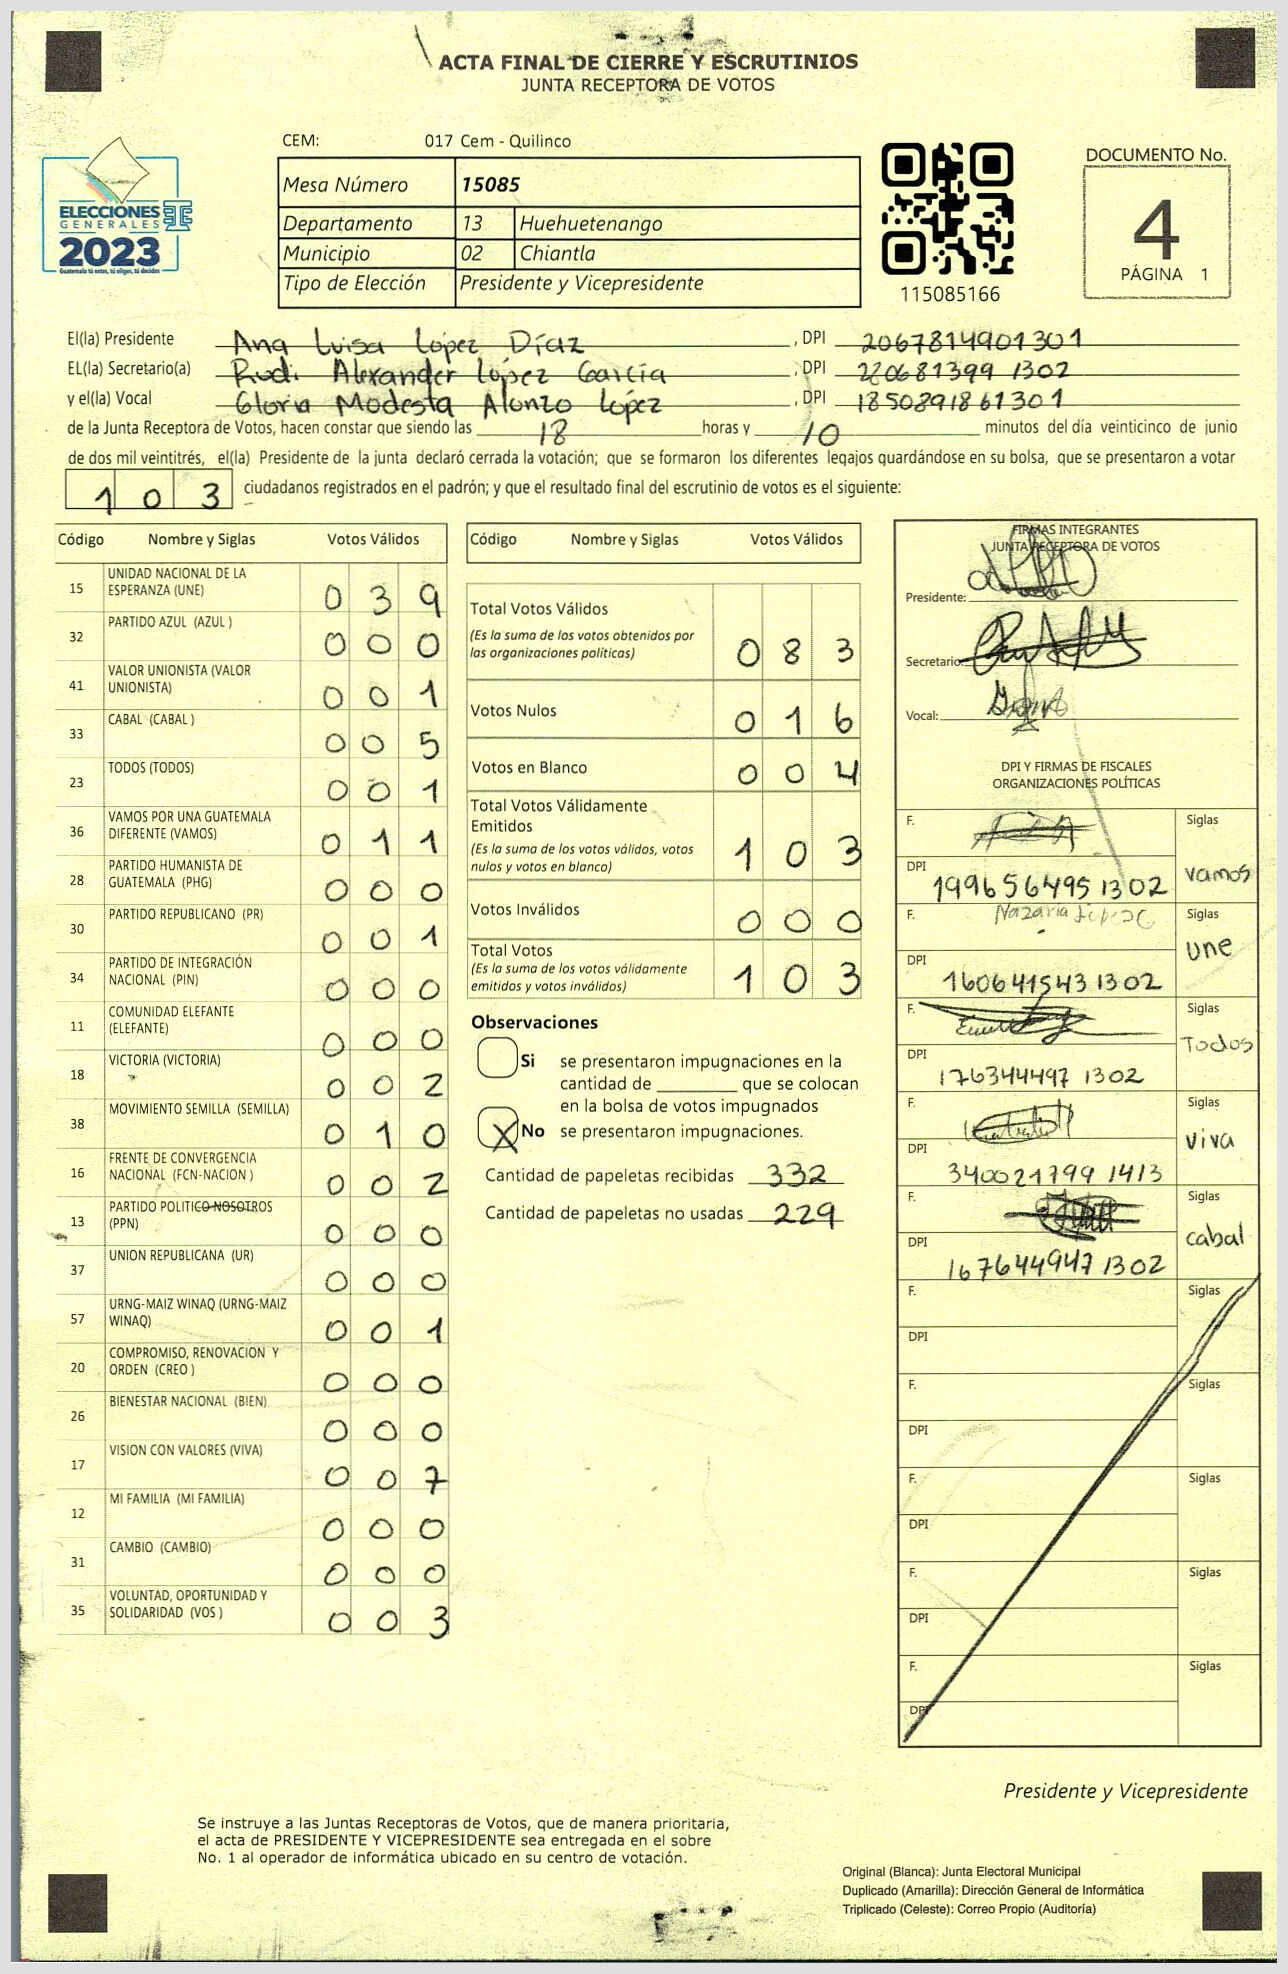 ACTA FINAL DE CIERRE Y ESCRUTINIOS
JUNTA RECEPTORA DE VOTOS
CEM: 017 Cem - Quilinco
Mesa Número 15085
Departamento 13 Huehuetenango
Municipio 02 Chiantla
Tipo de Elección Presidente y Vicepresidente
ELECCIONES
GENERALES
2023
Guatemala tú votas, tú eliges, tú decides
115085166
DOCUMENTO No.
4
PÁGINA 1
El(la) Presidente Ana Luisa López Díaz , DPI 2067814901301
EL(la) Secretario(a) Rudi Alexander López García , DPI 220681399 1302
y el(la) Vocal Gloria Modesta Alonzo López , DPI 1850891861301
de la Junta Receptora de Votos, hacen constar que siendo las 18 horas y 10 minutos del día veinticinco de junio
de dos mil veintitrés, el(la) Presidente de la junta declaró cerrada la votación; que se formaron los diferentes legajos guardándose en su bolsa, que se presentaron a votar
103 ciudadanos registrados en el padrón; y que el resultado final del escrutinio de votos es el siguiente:
Código Nombre y Siglas Votos Válidos
15 UNIDAD NACIONAL DE LA
ESPERANZA (UNE) 0 3 9
32 PARTIDO AZUL (AZUL ) 0 0 0
41 VALOR UNIONISTA (VALOR
UNIONISTA) 0 0 1
33 CABAL (CABAL ) 0 0 5
23 TODOS (TODOS) 0 0 1
36 VAMOS POR UNA GUATEMALA
DIFERENTE (VAMOS) 0 1 1
28 PARTIDO HUMANISTA DE
GUATEMALA (PHG) 0 0 0
30 PARTIDO REPUBLICANO (PR) 0 0 1
34 PARTIDO DE INTEGRACIÓN
NACIONAL (PIN) 0 0 0
11 COMUNIDAD ELEFANTE
(ELEFANTE) 0 0 0
18 VICTORIA (VICTORIA) 0 0 2
38 MOVIMIENTO SEMILLA (SEMILLA) 0 1 0
16 FRENTE DE CONVERGENCIA
NACIONAL (FCN-NACION ) 0 0 2
13 PARTIDO POLITICO NOSOTROS
(PPN) 0 0 0
37 UNION REPUBLICANA (UR) 0 0 0
57 URNG-MAIZ WINAQ (URNG-MAIZ
WINAQ) 0 0 1
20 COMPROMISO, RENOVACION Y
ORDEN (CREO ) 0 0 0
26 BIENESTAR NACIONAL (BIEN) 0 0 0
17 VISION CON VALORES (VIVA) 0 0 7
12 MI FAMILIA (MI FAMILIA) 0 0 0
31 CAMBIO (CAMBIO) 0 0 0
35 VOLUNTAD, OPORTUNIDAD Y
SOLIDARIDAD (VOS ) 0 0 3
Código Nombre y Siglas Votos Válidos
Total Votos Válidos
(Es la suma de los votos obtenidos por
las organizaciones políticas) 0 8 3
Votos Nulos 0 1 6
Votos en Blanco 0 0 4
Total Votos Válidamente
Emitidos
(Es la suma de los votos válidos, votos
nulos y votos en blanco) 1 0 3
Votos Inválidos 0 0 0
Total Votos
(Es la suma de los votos válidamente
emitidos y votos inválidos) 1 0 3
Observaciones
Si se presentaron impugnaciones en la
cantidad de ________ que se colocan
en la bolsa de votos impugnados
X No se presentaron impugnaciones.
Cantidad de papeletas recibidas 332
Cantidad de papeletas no usadas 229
FIRMAS INTEGRANTES
JUNTA RECEPTORA DE VOTOS
Presidente:
Secretario
Vocal:
DPI Y FIRMAS DE FISCALES
ORGANIZACIONES POLÍTICAS
F. Siglas
DPI 199656495 1302 vamos
F. Nazaria López Siglas
DPI 160641543 1302 une
F. Siglas
DPI 176344497 1302 Todos
F. Siglas
DPI 340021799 1413 viva
F. Siglas
DPI 167644947 1302 cabal
F. Siglas
DPI
F. Siglas
DPI
F. Siglas
DPI
F. Siglas
DPI
F. Siglas
DPI
Presidente y Vicepresidente
Se instruye a las Juntas Receptoras de Votos, que de manera prioritaria,
el acta de PRESIDENTE Y VICEPRESIDENTE sea entregada en el sobre
No. 1 al operador de informática ubicado en su centro de votación.
Original (Blanca): Junta Electoral Municipal
Duplicado (Amarilla): Dirección General de Informática
Triplicado (Celeste): Correo Propio (Auditoría)